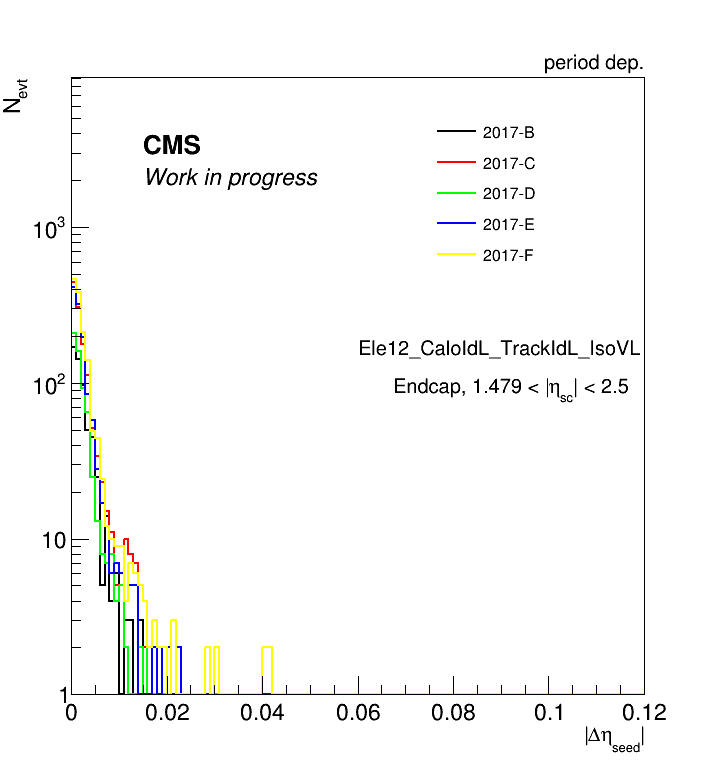 period dep.
N_evt
CMS
Work in progress
2017-B
2017-C
2017-D
2017-E
2017-F
10^3
Ele12_CaloIdL_TrackIdL_IsoVL
10^2
Endcap, 1.479 < |η_sc| < 2.5
10
1
0 0.02 0.04 0.06 0.08 0.1 0.12
|Δη_seed|